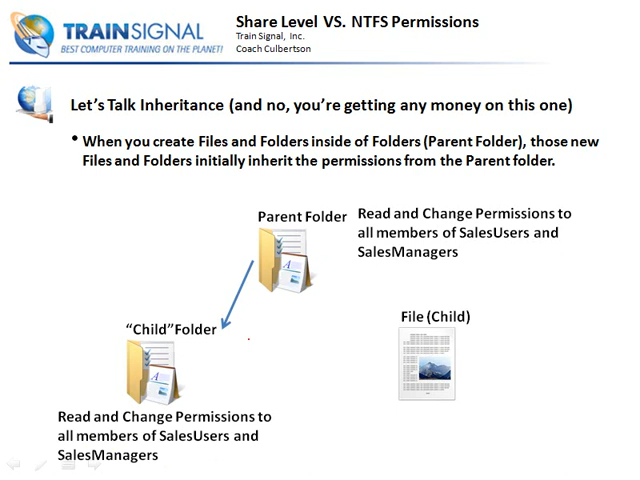 TRAINSIGNAL
BEST COMPUTER TRAINING ON THE PLANET!
Share Level VS. NTFS Permissions
Train Signal, Inc.
Coach Culbertson
Let's Talk Inheritance (and no, you're getting any money on this one)
• When you create Files and Folders inside of Folders (Parent Folder), those new
Files and Folders initially inherit the permissions from the Parent folder.
Parent Folder
Read and Change Permissions to
all members of SalesUsers and
SalesManagers
File (Child)
“Child” Folder
Read and Change Permissions to
all members of SalesUsers and
SalesManagers